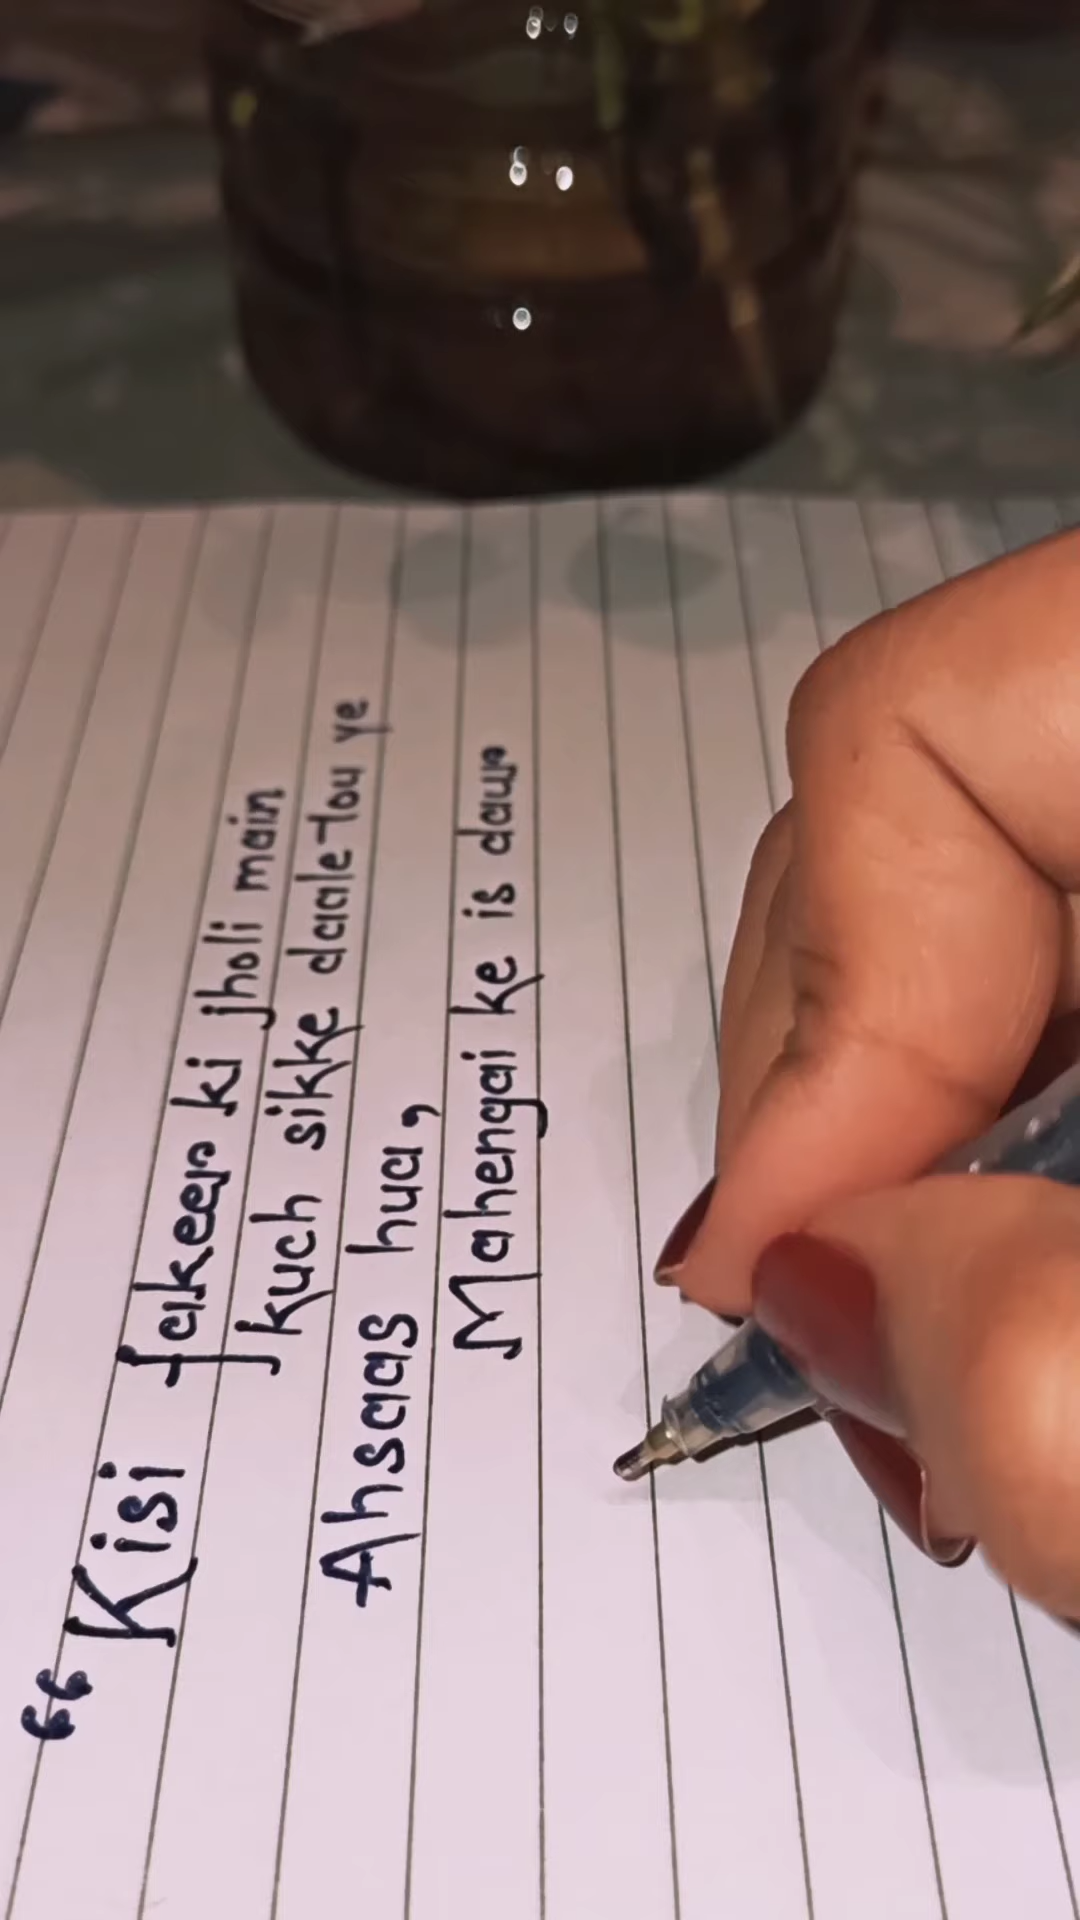 “Kisi fakeer ki jholi main
kuch sikke daale tou ye
Ahsaas hua,
Mahengai ke is daur